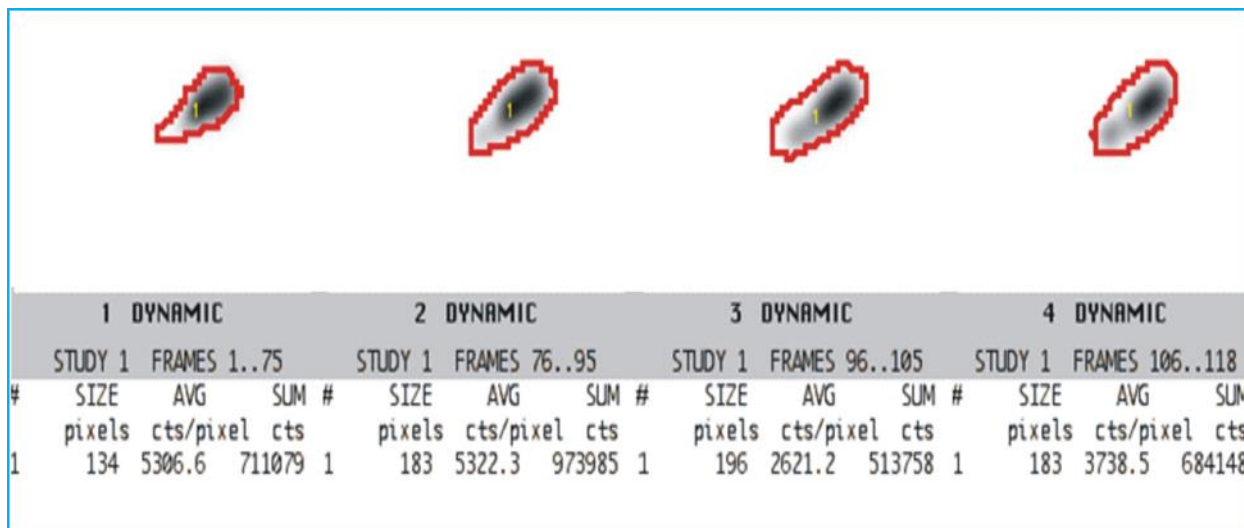 1
1
1
1
1 DYNAMIC 2 DYNAMIC 3 DYNAMIC 4 DYNAMIC
STUDY 1 FRAMES 1..75 STUDY 1 FRAMES 76..95 STUDY 1 FRAMES 96..105 STUDY 1 FRAMES 106..118
# SIZE AVG SUM # SIZE AVG SUM # SIZE AVG SUM # SIZE AVG SUM
pixels cts/pixel cts pixels cts/pixel cts pixels cts/pixel cts pixels cts/pixel cts
1 134 5306.6 711079 1 183 5322.3 973985 1 196 2621.2 513758 1 183 3738.5 684148